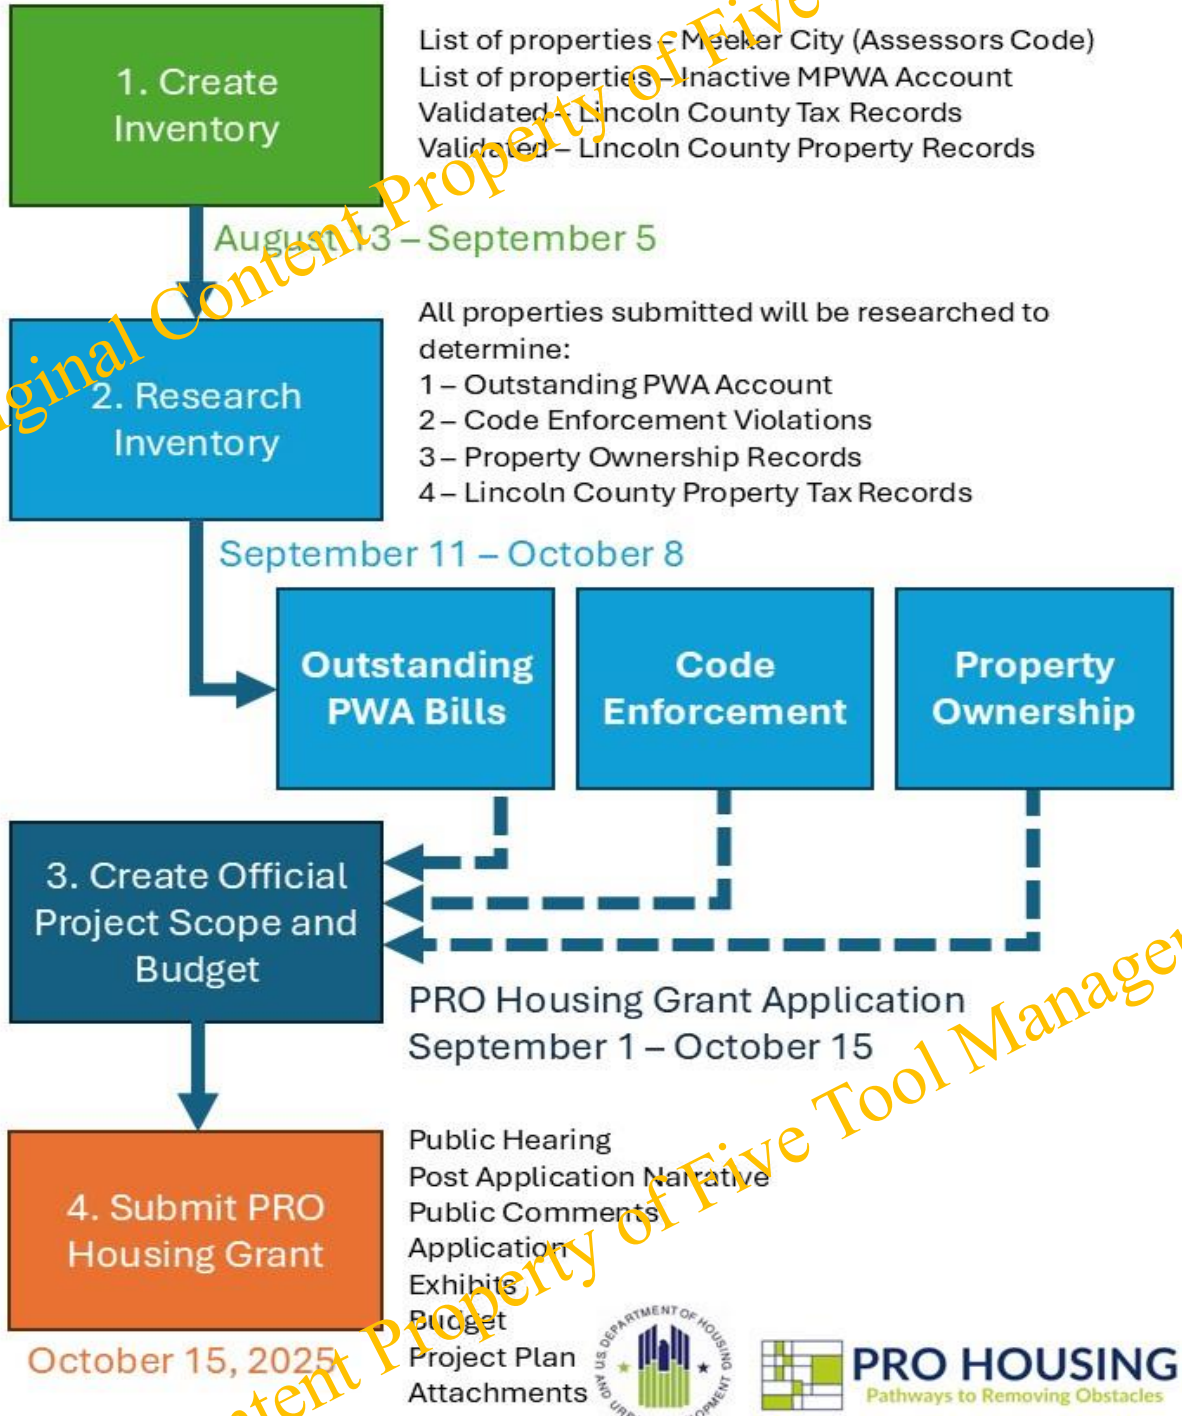 1. Create
Inventory
List of properties – Meeker City (Assessors Code)
List of properties – Inactive MPWA Account
Validated – Lincoln County Tax Records
Validated – Lincoln County Property Records
August 13 – September 5
2. Research
Inventory
All properties submitted will be researched to
determine:
1 – Outstanding PWA Account
2 – Code Enforcement Violations
3 – Property Ownership Records
4 – Lincoln County Property Tax Records
September 11 – October 8
Outstanding
PWA Bills
Code
Enforcement
Property
Ownership
3. Create Official
Project Scope and
Budget
PRO Housing Grant Application
September 1 – October 15
4. Submit PRO
Housing Grant
October 15, 2025
Public Hearing
Post Application Narrative
Public Comments
Application
Exhibits
Budget
Project Plan
Attachments
U.S. DEPARTMENT OF HOUSING
AND URBAN DEVELOPMENT
PRO HOUSING
Pathways to Removing Obstacles
Content Property of Five
Property of Five Tool